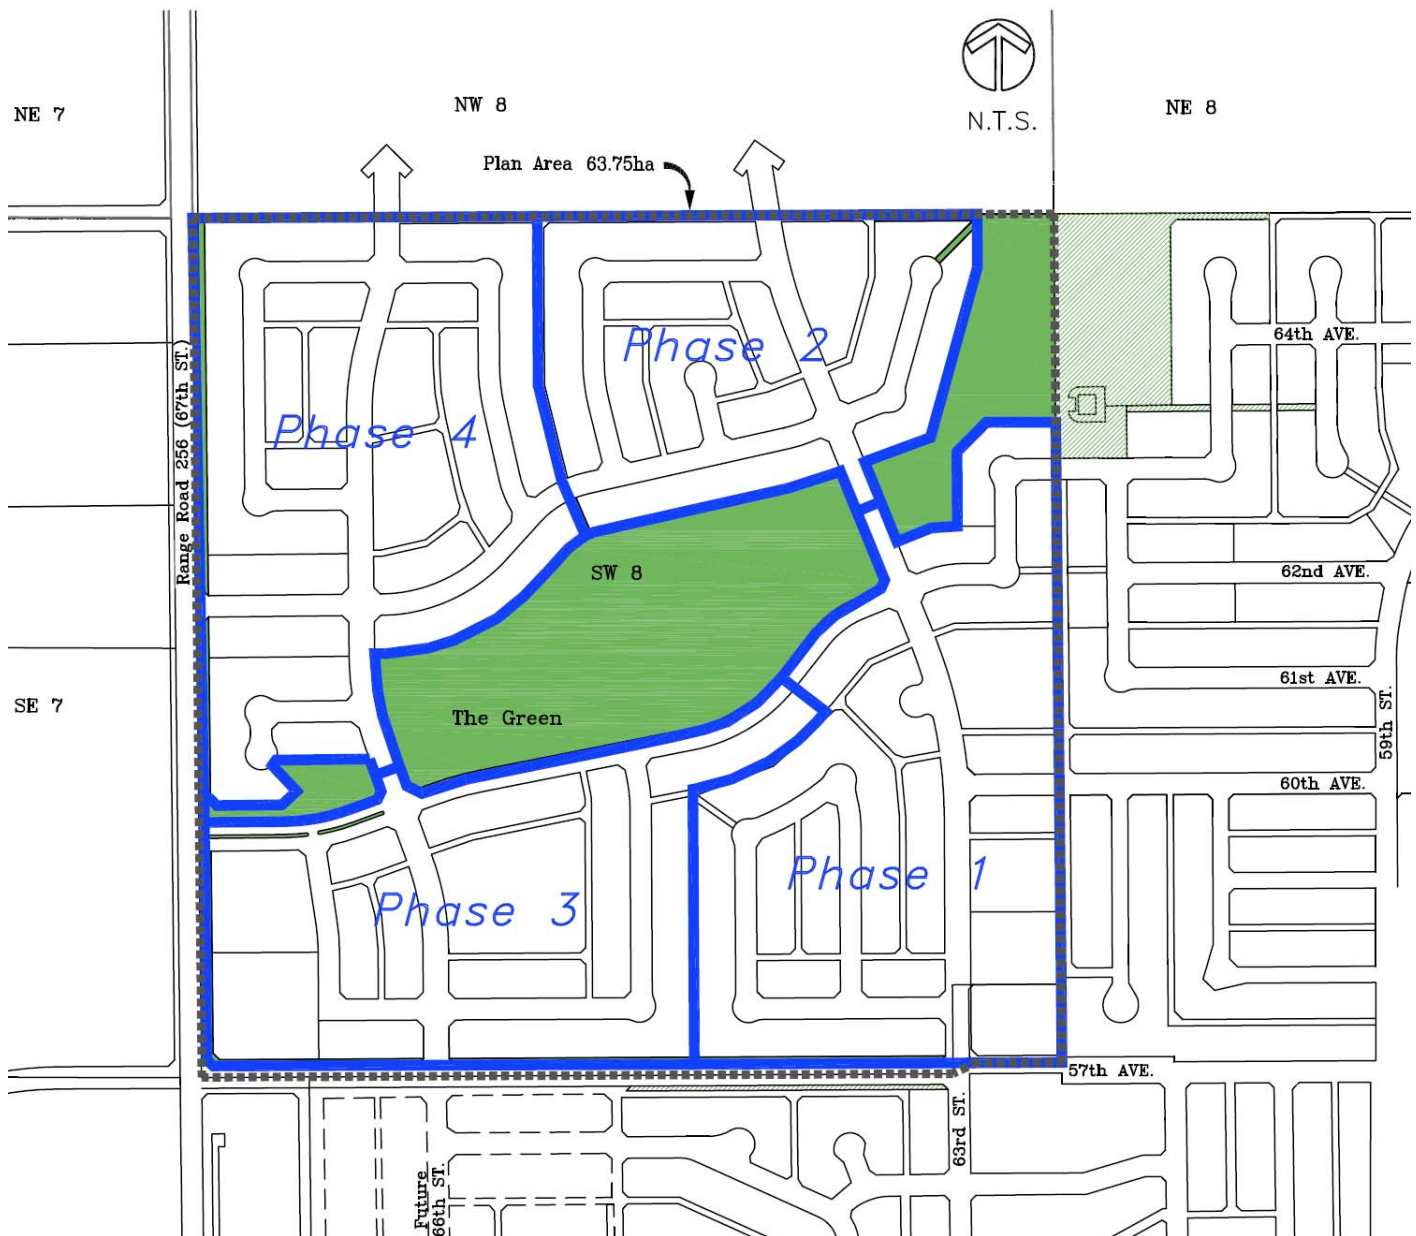 NW 8
NE 7
NE 8
N.T.S.
Plan Area 63.75ha
64th AVE.
Phase 2
Phase 4
Range Road 256 (67th ST.)
SW 8
62nd AVE.
61st AVE.
SE 7
The Green
59th ST.
60th AVE.
Phase 1
Phase 3
57th AVE.
63rd ST.
Future
66th ST.